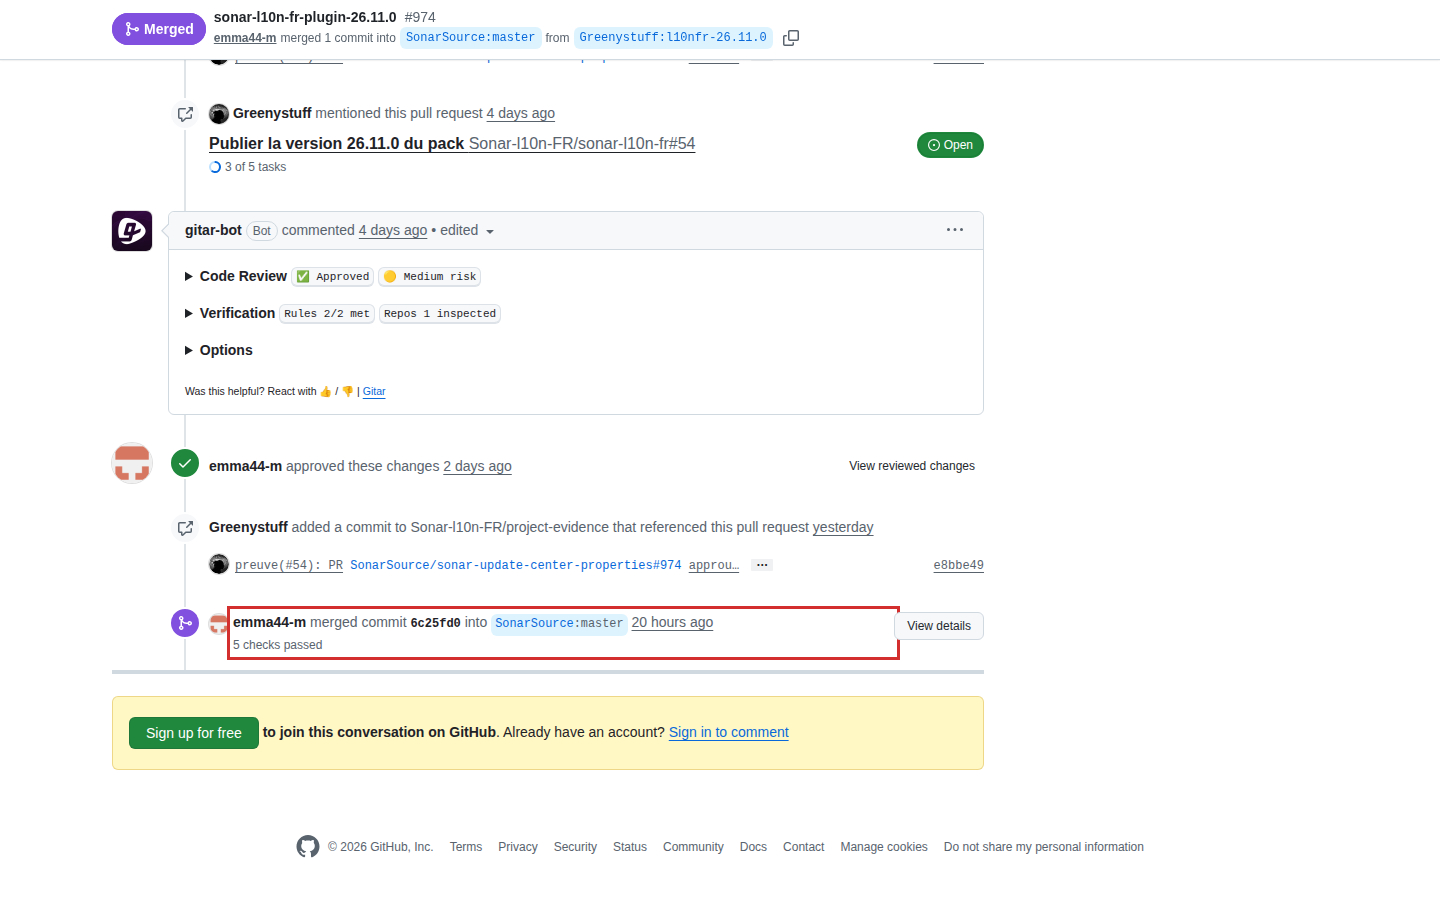 Merged
sonar-l10n-fr-plugin-26.11.0 #974
emma44-m merged 1 commit into SonarSource:master from Greenystuff:l10nfr-26.11.0
Greenystuff mentioned this pull request 4 days ago
Publier la version 26.11.0 du pack Sonar-l10n-FR/sonar-l10n-fr#54
Open
3 of 5 tasks
gitar-bot Bot commented 4 days ago • edited
Code Review ✅ Approved 🟡 Medium risk
Verification Rules 2/2 met Repos 1 inspected
Options
Was this helpful? React with 👍 / 👎 | Gitar
emma44-m approved these changes 2 days ago
View reviewed changes
Greenystuff added a commit to Sonar-l10n-FR/project-evidence that referenced this pull request yesterday
preuve(#54): PR SonarSource/sonar-update-center-properties#974 approu… ··· e8bbe49
emma44-m merged commit 6c25fd0 into SonarSource:master 20 hours ago
View details
5 checks passed
Sign up for free to join this conversation on GitHub. Already have an account? Sign in to comment
© 2026 GitHub, Inc. Terms Privacy Security Status Community Docs Contact Manage cookies Do not share my personal information